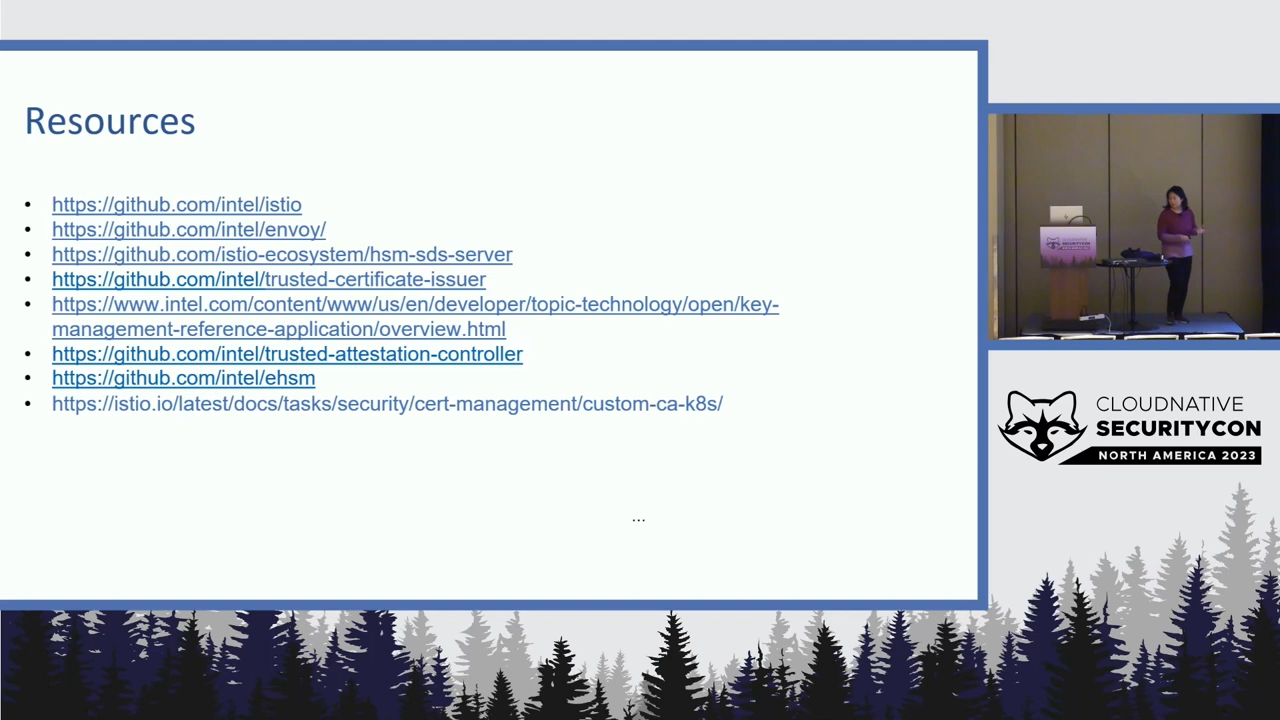 Resources
• https://github.com/intel/istio
• https://github.com/intel/envoy/
• https://github.com/istio-ecosystem/hsm-sds-server
• https://github.com/intel/trusted-certificate-issuer
• https://www.intel.com/content/www/us/en/developer/topic-technology/open/key-
management-reference-application/overview.html
• https://github.com/intel/trusted-attestation-controller
• https://github.com/intel/ehsm
• https://istio.io/latest/docs/tasks/security/cert-management/custom-ca-k8s/
...
CLOUDNATIVE
SECURITYCON
NORTH AMERICA 2023